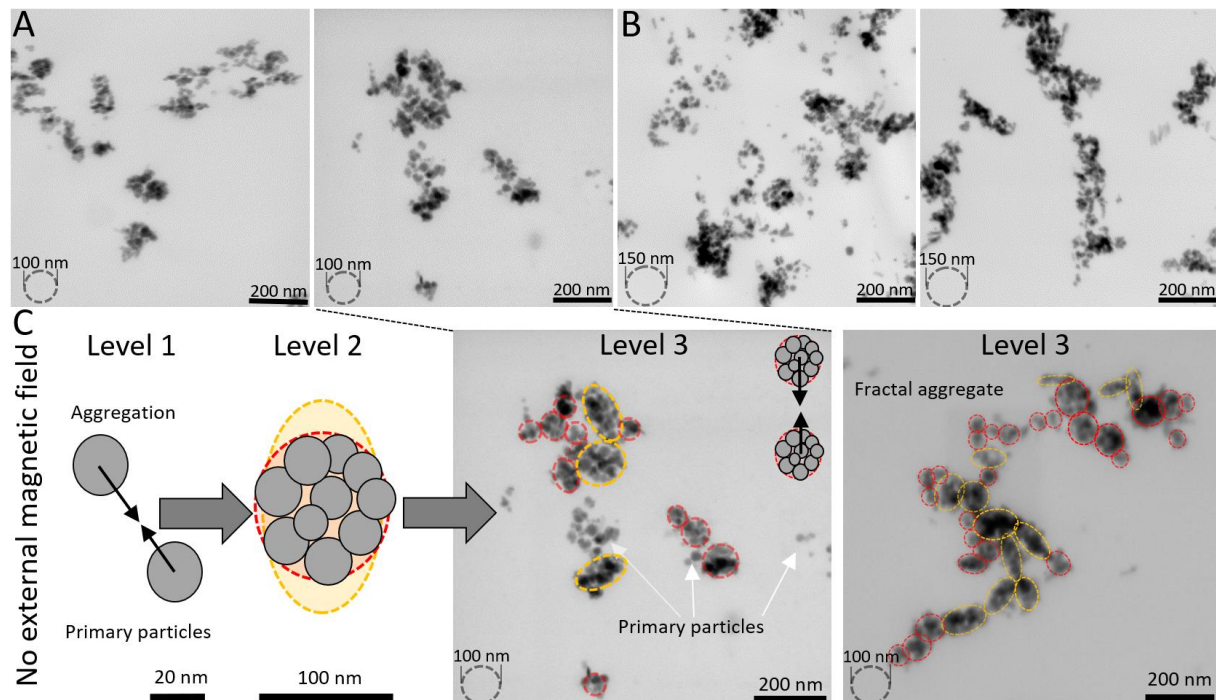 A
B
100 nm
200 nm
100 nm
200 nm
150 nm
200 nm
150 nm
200 nm
C
No external magnetic field
Level 1
Level 2
Level 3
Level 3
Aggregation
Fractal aggregate
Primary particles
Primary particles
20 nm
100 nm
100 nm
200 nm
100 nm
200 nm